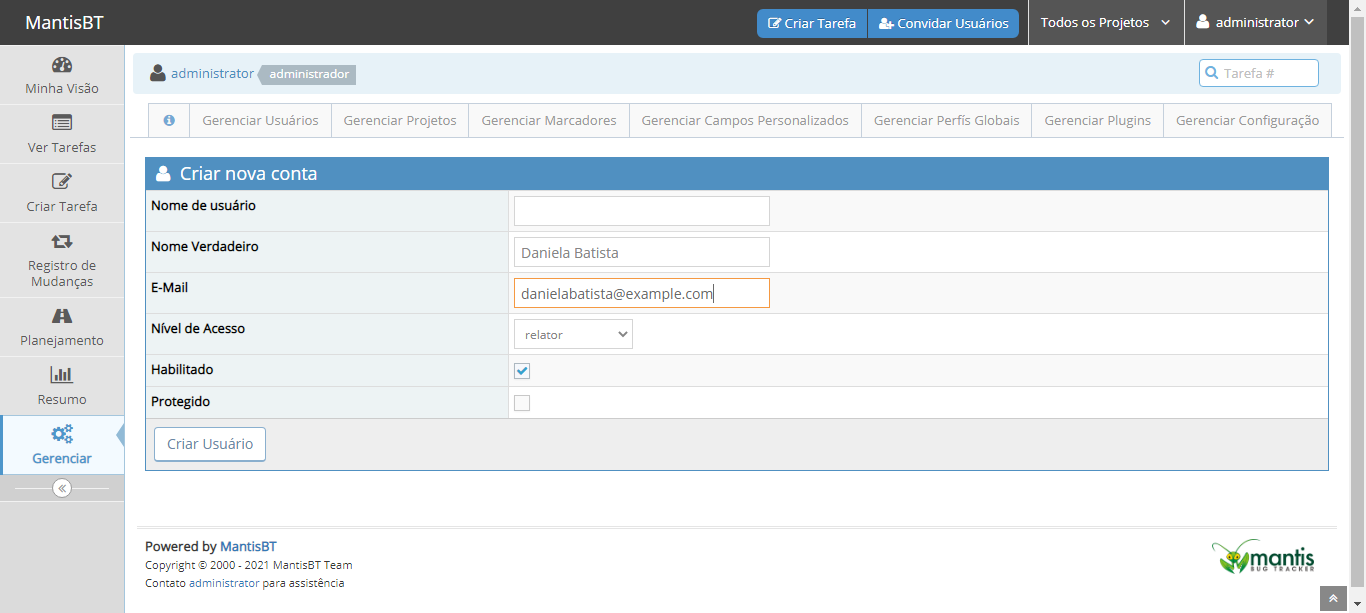 MantisBT
Criar Tarefa
Convidar Usuários
Todos os Projetos
administrator
Minha Visão
Ver Tarefas
Criar Tarefa
Registro de
Mudanças
Planejamento
Resumo
Gerenciar
administrator
administrador
Tarefa #
Gerenciar Usuários
Gerenciar Projetos
Gerenciar Marcadores
Gerenciar Campos Personalizados
Gerenciar Perfís Globais
Gerenciar Plugins
Gerenciar Configuração
Criar nova conta
Nome de usuário
Nome Verdadeiro
Daniela Batista
E-Mail
danielabatista@example.com
Nível de Acesso
relator
Habilitado
Protegido
Criar Usuário
Powered by MantisBT
Copyright © 2000 - 2021 MantisBT Team
Contato administrator para assistência
mantis
BUG TRACKER